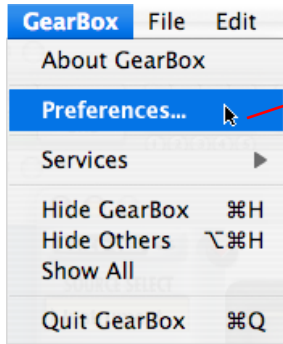 GearBox File Edit
About GearBox
Preferences...
Services
Hide GearBox ⌘H
Hide Others ⌥⌘H
Show All
Quit GearBox ⌘Q